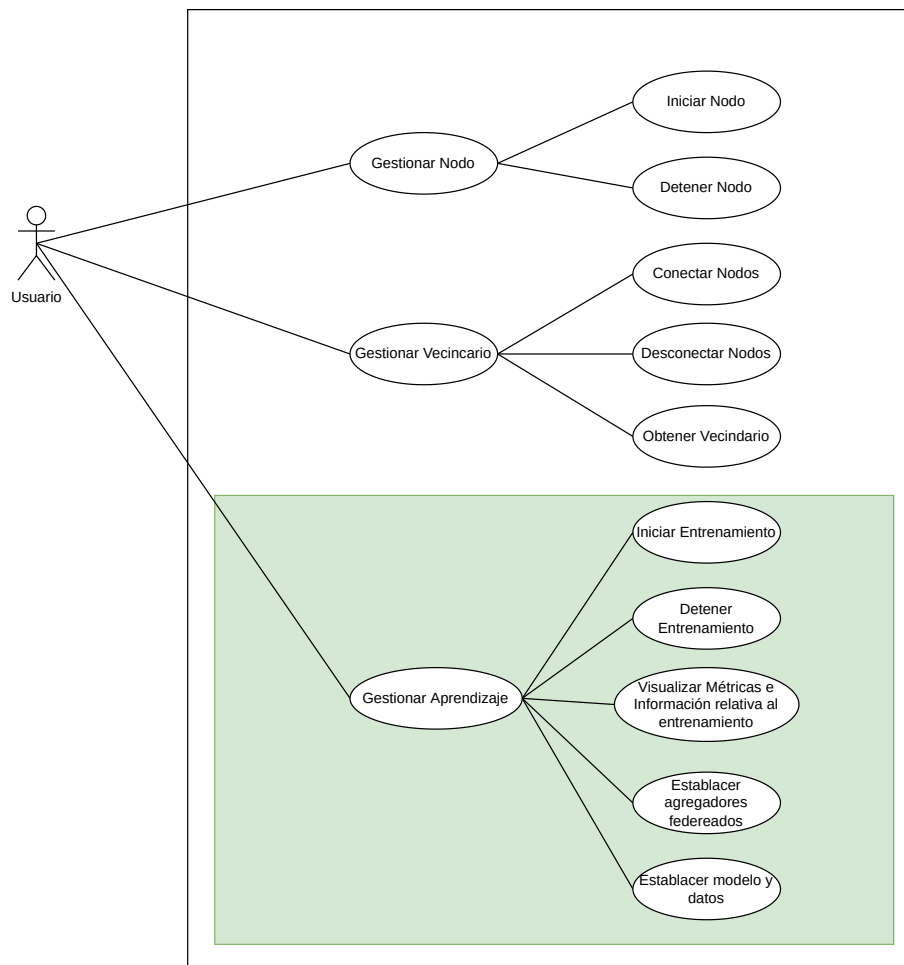 Iniciar Nodo
Gestionar Nodo
Detener Nodo
Usuario
Conectar Nodos
Gestionar Vecincario
Desconectar Nodos
Obtener Vecindario
Iniciar Entrenamiento
Detener
Entrenamiento
Gestionar Aprendizaje
Visualizar Métricas e
Información relativa al
entrenamiento
Establacer
agregadores
federeados
Establacer modelo y
datos